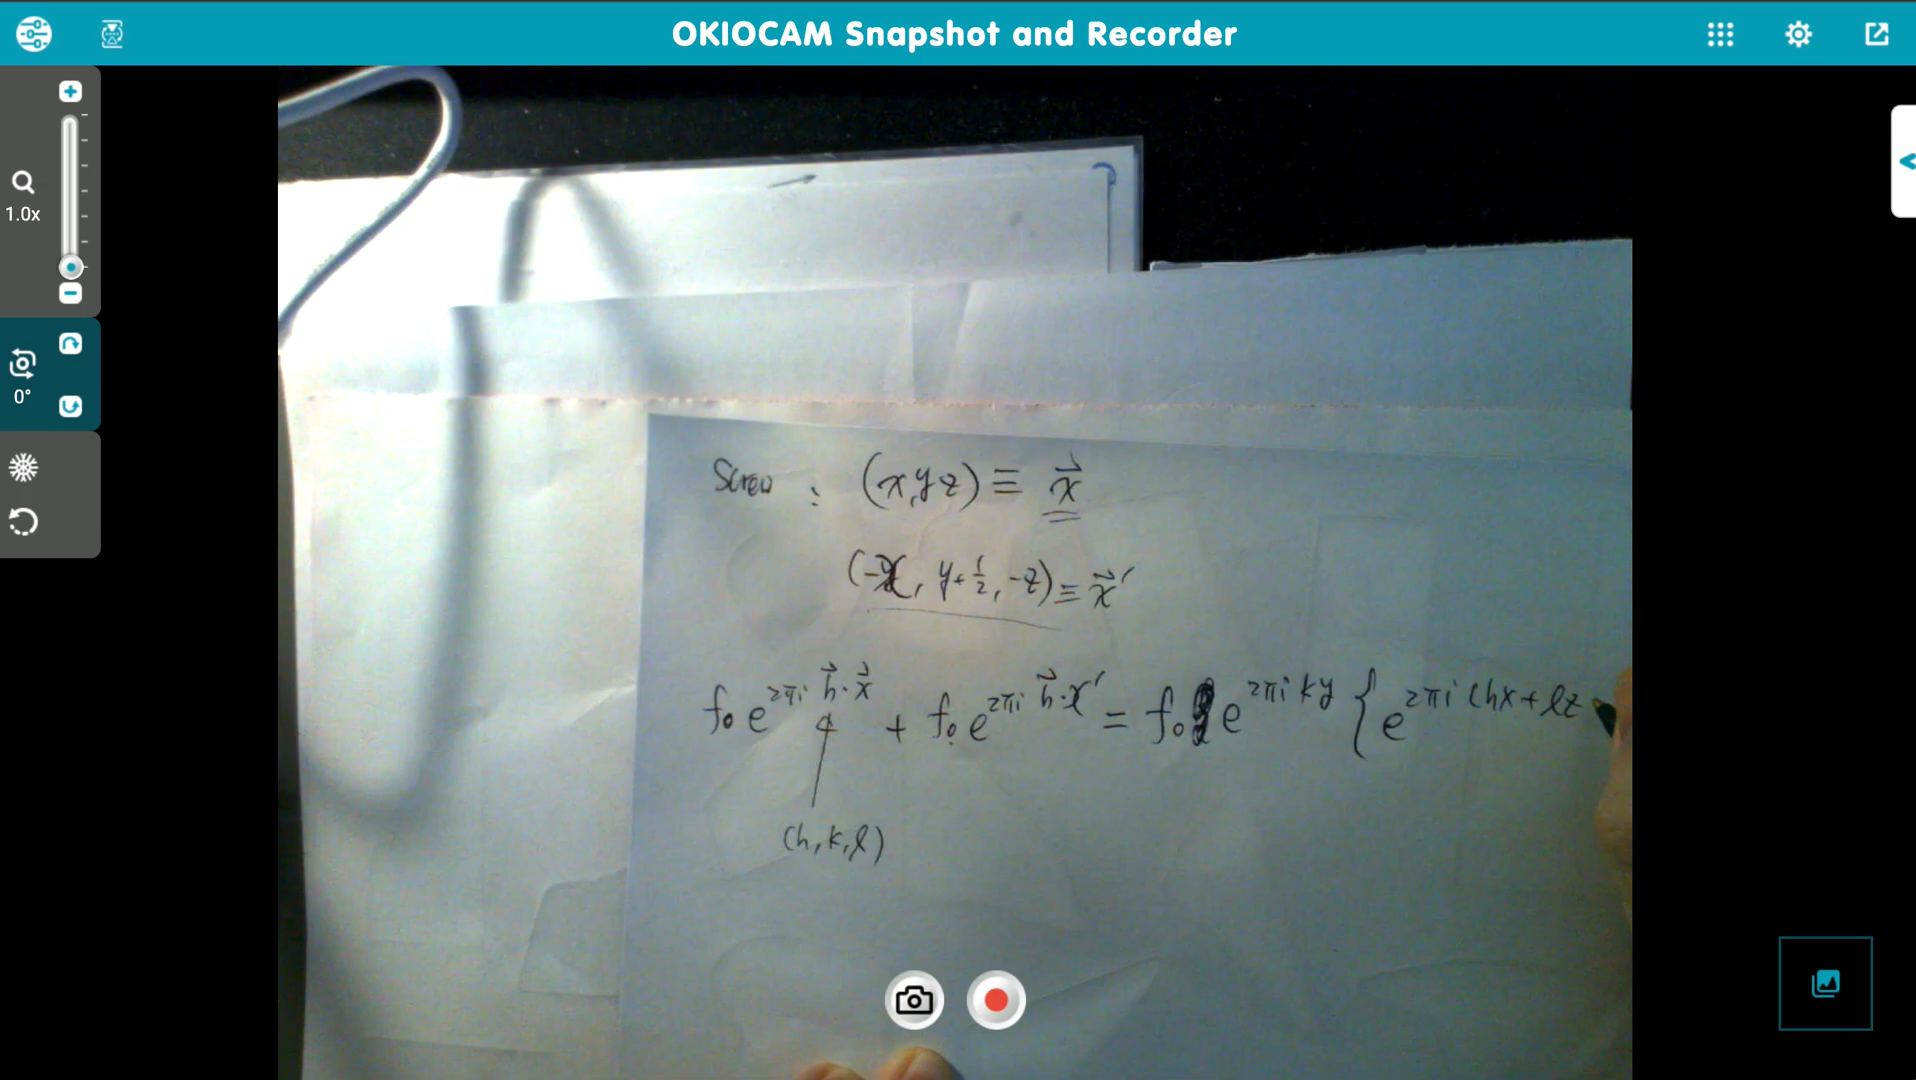 OKIOCAM Snapshot and Recorder
1.0x
0°
Screw : (x,y z) ≡ x⃗
(-x, y+½, -z) ≡ x⃗′
f₀ e^{2πi h⃗·x⃗} + f₀ e^{2πi h⃗·x′} = f₀ e^{2πi ky} { e^{2πi (hx+lz
(h, k, l)